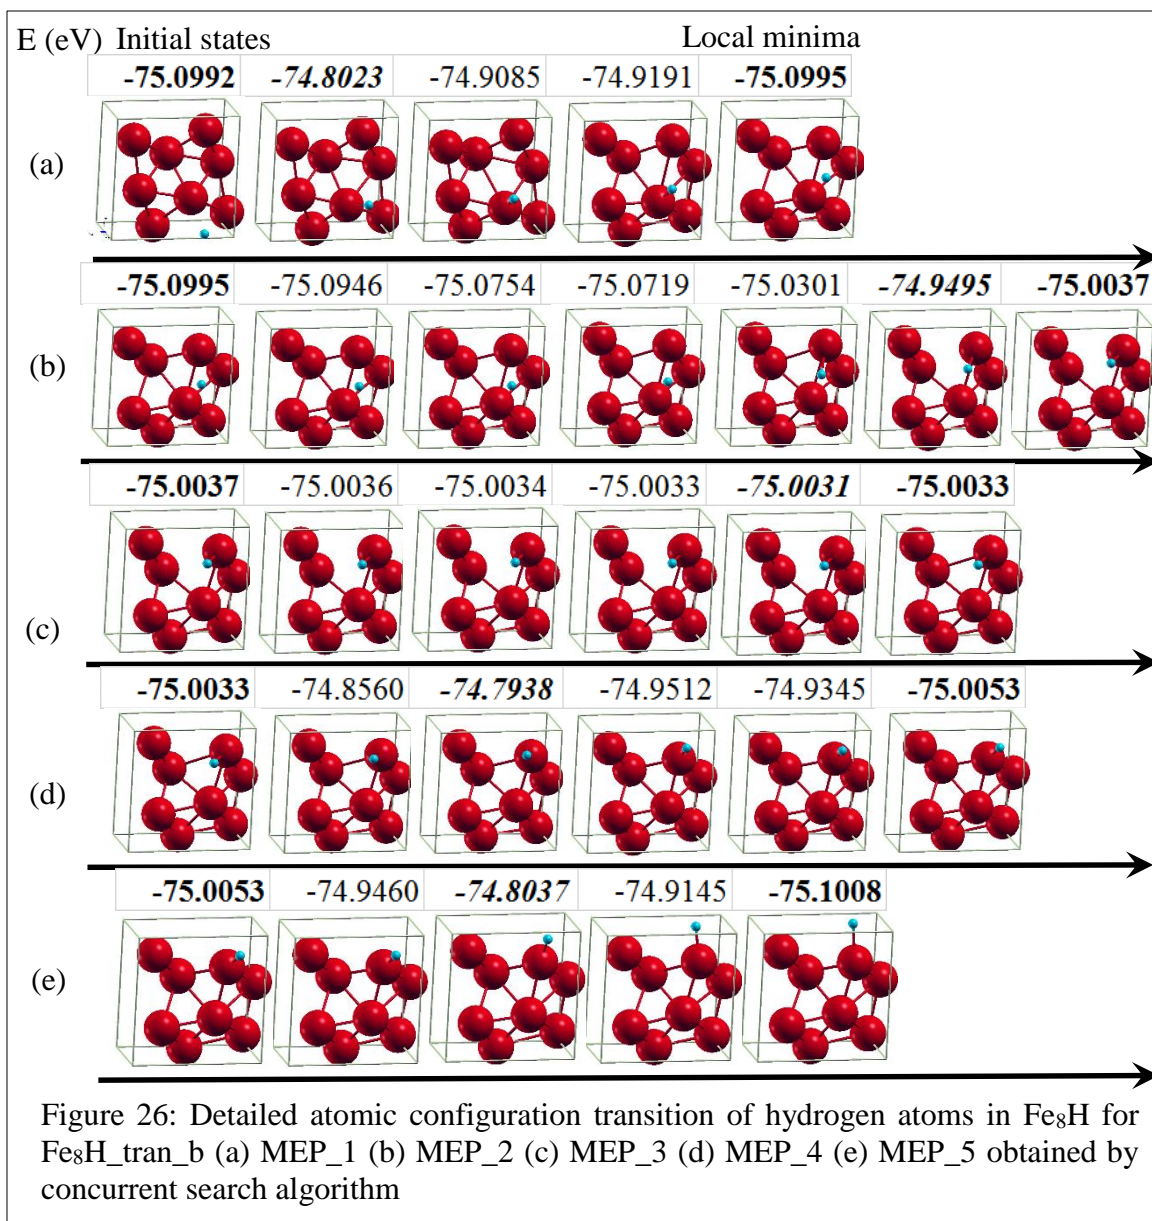 E (eV) Initial states Local minima
-75.0992 -74.8023 -74.9085 -74.9191 -75.0995
(a)
-75.0995 -75.0946 -75.0754 -75.0719 -75.0301 -74.9495 -75.0037
(b)
-75.0037 -75.0036 -75.0034 -75.0033 -75.0031 -75.0033
(c)
-75.0033 -74.8560 -74.7938 -74.9512 -74.9345 -75.0053
(d)
-75.0053 -74.9460 -74.8037 -74.9145 -75.1008
(e)
Figure 26: Detailed atomic configuration transition of hydrogen atoms in Fe₈H for
Fe₈H_tran_b (a) MEP_1 (b) MEP_2 (c) MEP_3 (d) MEP_4 (e) MEP_5 obtained by
concurrent search algorithm